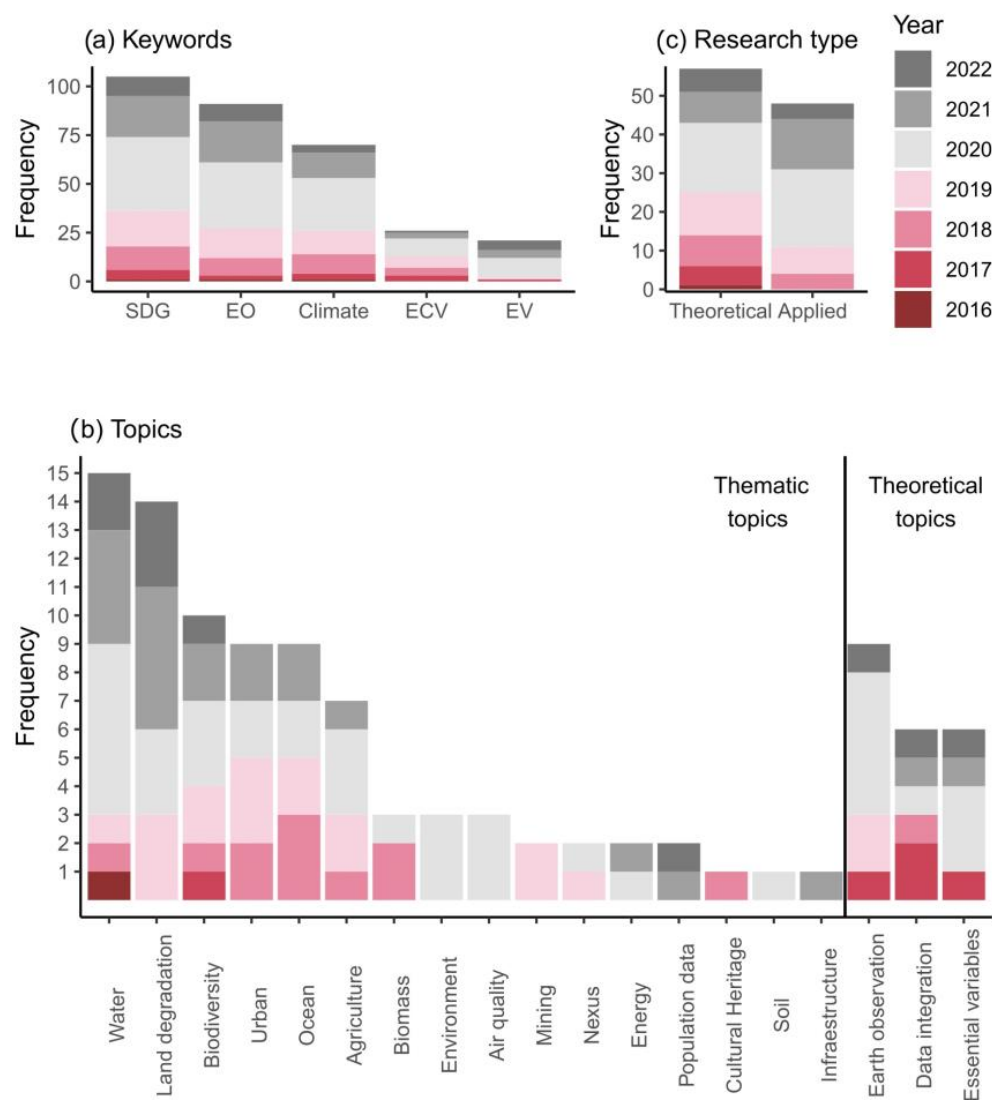 (a) Keywords
Frequency
100
75
50
25
0
SDG
EO
Climate
ECV
EV
(c) Research type
Frequency
50
40
30
20
10
0
Theoretical
Applied
Year
2022
2021
2020
2019
2018
2017
2016
(b) Topics
Frequency
15
14
13
12
11
10
9
8
7
6
5
4
3
2
1
Thematic
topics
Theoretical
topics
Water
Land degradation
Biodiversity
Urban
Ocean
Agriculture
Biomass
Environment
Air quality
Mining
Nexus
Energy
Population data
Cultural Heritage
Soil
Infraestructure
Earth observation
Data integration
Essential variables